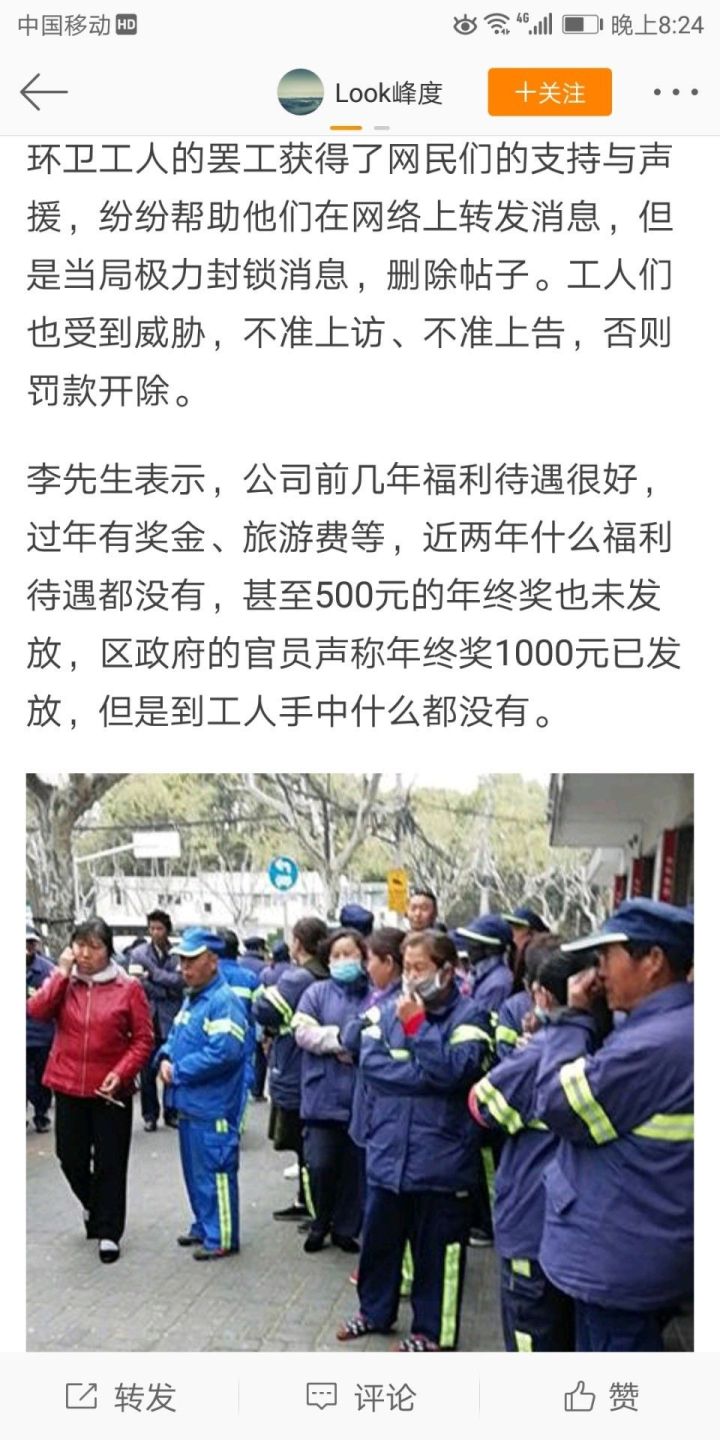 中国移动HD 4G 晚上8:24
Look峰度 十关注
环卫工人的罢工获得了网民们的支持与声
援，纷纷帮助他们在网络上转发消息，但
是当局极力封锁消息，删除帖子。工人们
也受到威胁，不准上访、不准上告，否则
罚款开除。
李先生表示，公司前几年福利待遇很好，
过年有奖金、旅游费等，近两年什么福利
待遇都没有，甚至500元的年终奖也未发
放，区政府的官员声称年终奖1000元已发
放，但是到工人手中什么都没有。
转发 评论 赞